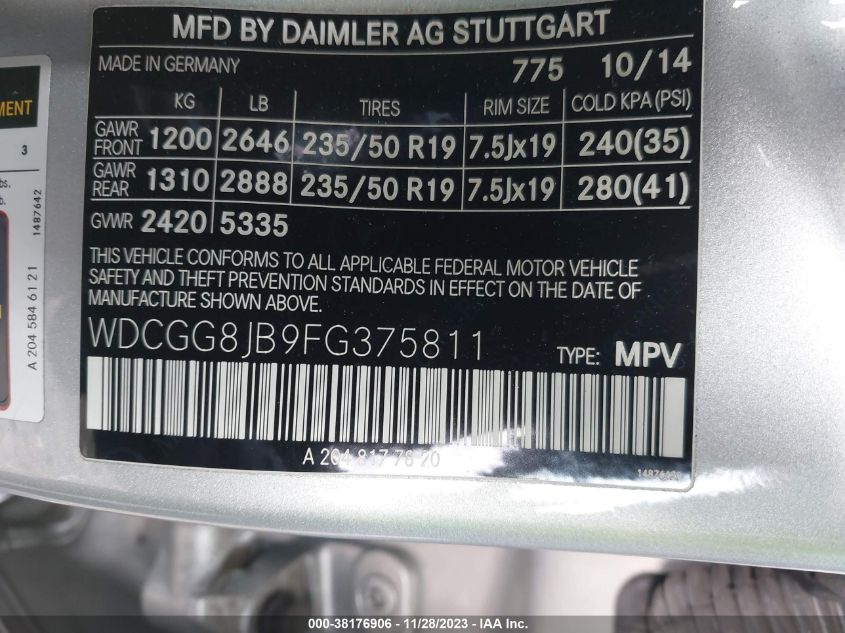 MFD BY DAIMLER AG STUTTGART
MADE IN GERMANY 775 10/14
KG LB TIRES RIM SIZE COLD KPA (PSI)
GAWR FRONT 1200 2646 235/50 R19 7.5Jx19 240(35)
GAWR REAR 1310 2888 235/50 R19 7.5Jx19 280(41)
GVWR 2420 5335
THIS VEHICLE CONFORMS TO ALL APPLICABLE FEDERAL MOTOR VEHICLE
SAFETY AND THEFT PREVENTION STANDARDS IN EFFECT ON THE DATE OF
MANUFACTURE SHOWN ABOVE.
WDCGG8JB9FG375811 TYPE: MPV
A 204 817 76 20
3
1487642
A 204 584 61 21
000-38176906 - 11/28/2023 - IAA Inc.